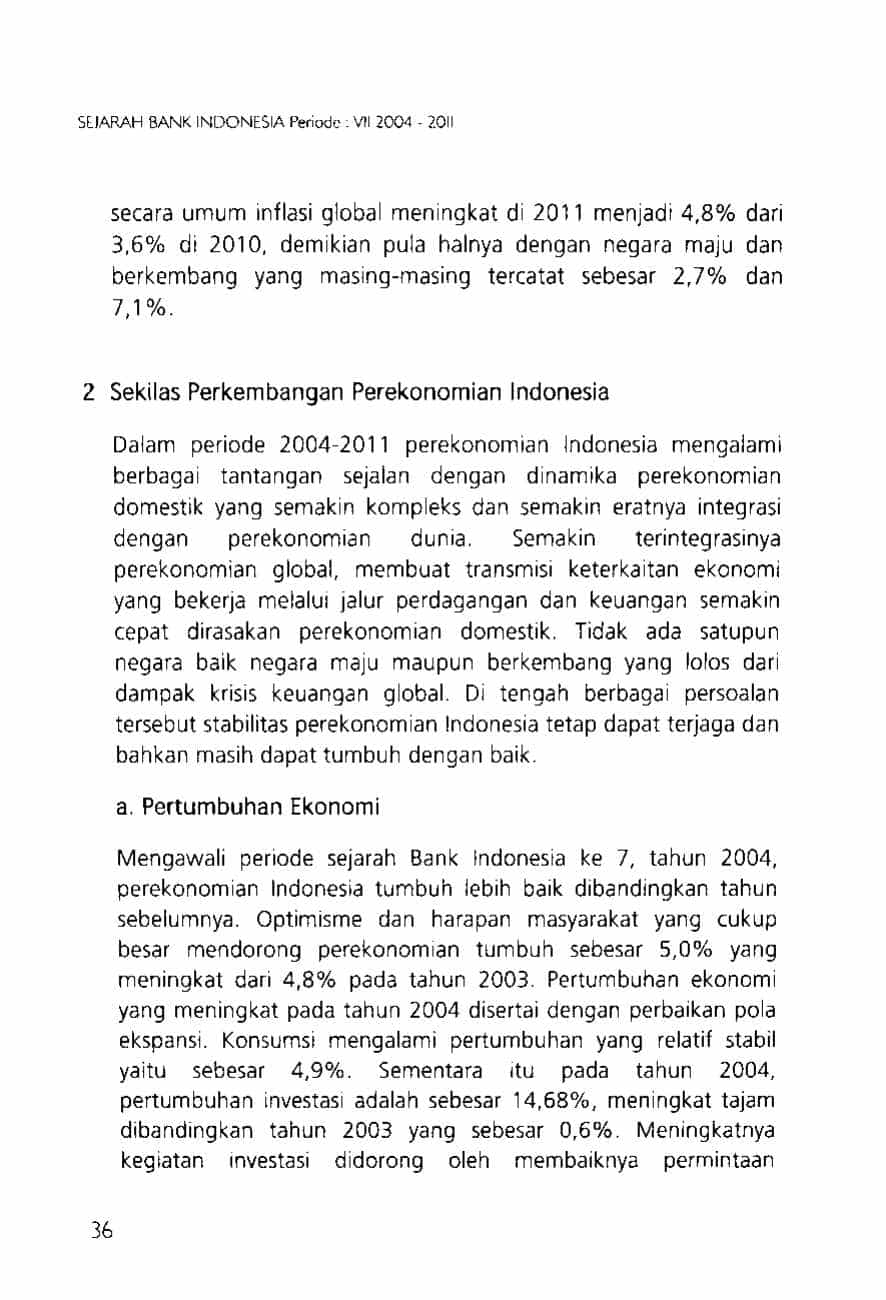 SEJARAH BANK INDONESIA Periode : VII 2004 - 2011
secara umum inflasi global meningkat di 2011 menjadi 4,8% dari
3,6% di 2010, demikian pula halnya dengan negara maju dan
berkembang yang masing-masing tercatat sebesar 2,7% dan
7,1%.
2 Sekilas Perkembangan Perekonomian Indonesia
Dalam periode 2004-2011 perekonomian Indonesia mengalami
berbagai tantangan sejalan dengan dinamika perekonomian
domestik yang semakin kompleks dan semakin eratnya integrasi
dengan perekonomian dunia. Semakin terintegrasinya
perekonomian global, membuat transmisi keterkaitan ekonomi
yang bekerja melalui jalur perdagangan dan keuangan semakin
cepat dirasakan perekonomian domestik. Tidak ada satupun
negara baik negara maju maupun berkembang yang lolos dari
dampak krisis keuangan global. Di tengah berbagai persoalan
tersebut stabilitas perekonomian Indonesia tetap dapat terjaga dan
bahkan masih dapat tumbuh dengan baik.
a. Pertumbuhan Ekonomi
Mengawali periode sejarah Bank Indonesia ke 7, tahun 2004,
perekonomian Indonesia tumbuh lebih baik dibandingkan tahun
sebelumnya. Optimisme dan harapan masyarakat yang cukup
besar mendorong perekonomian tumbuh sebesar 5,0% yang
meningkat dari 4,8% pada tahun 2003. Pertumbuhan ekonomi
yang meningkat pada tahun 2004 disertai dengan perbaikan pola
ekspansi. Konsumsi mengalami pertumbuhan yang relatif stabil
yaitu sebesar 4,9%. Sementara itu pada tahun 2004,
pertumbuhan investasi adalah sebesar 14,68%, meningkat tajam
dibandingkan tahun 2003 yang sebesar 0,6%. Meningkatnya
kegiatan investasi didorong oleh membaiknya permintaan
36